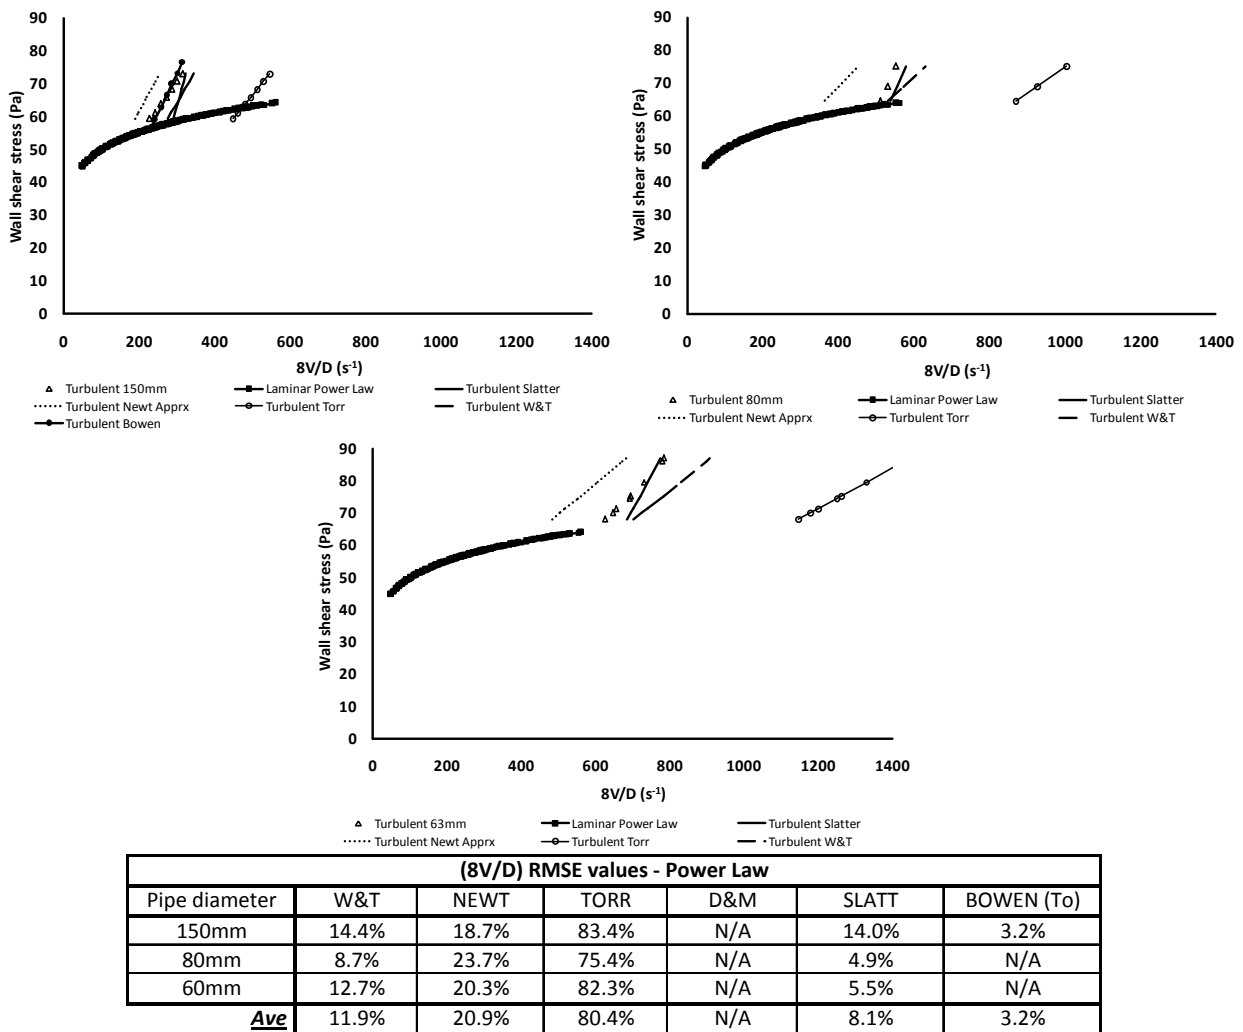 90
80
70
60
50
40
30
20
10
0
Wall shear stress (Pa)
0 200 400 600 800 1000 1200 1400
8V/D (s-1)
Turbulent 150mm Laminar Power Law Turbulent Slatter
Turbulent Newt Apprx Turbulent Torr Turbulent W&T
Turbulent Bowen
90
80
70
60
50
40
30
20
10
0
Wall shear stress (Pa)
0 200 400 600 800 1000 1200 1400
8V/D (s-1)
Turbulent 80mm Laminar Power Law Turbulent Slatter
Turbulent Newt Apprx Turbulent Torr Turbulent W&T
90
80
70
60
50
40
30
20
10
0
Wall shear stress (Pa)
0 200 400 600 800 1000 1200 1400
8V/D (s-1)
Turbulent 63mm Laminar Power Law Turbulent Slatter
Turbulent Newt Apprx Turbulent Torr Turbulent W&T
(8V/D) RMSE values - Power Law
Pipe diameter W&T NEWT TORR D&M SLATT BOWEN (To)
150mm 14.4% 18.7% 83.4% N/A 14.0% 3.2%
80mm 8.7% 23.7% 75.4% N/A 4.9% N/A
60mm 12.7% 20.3% 82.3% N/A 5.5% N/A
Ave 11.9% 20.9% 80.4% N/A 8.1% 3.2%